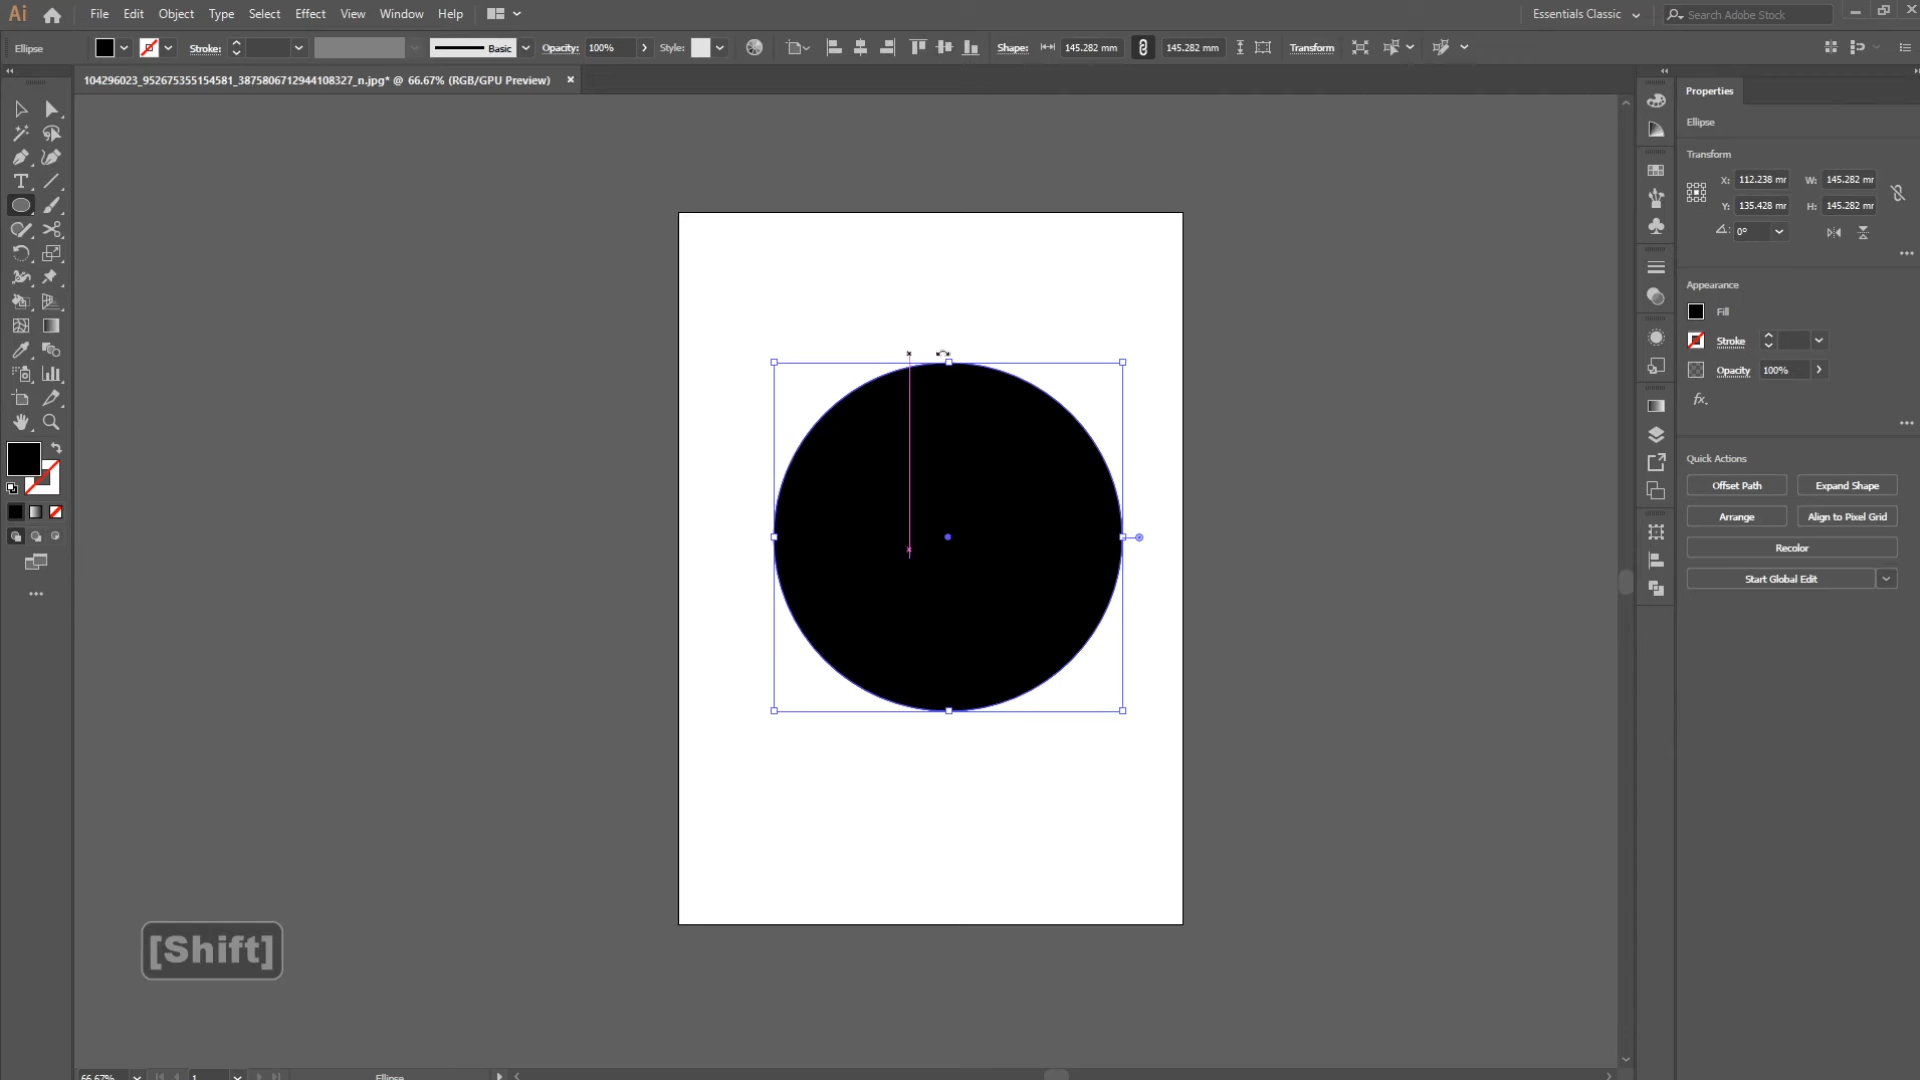 Ai File Edit Object Type Select Effect View Window Help Essentials Classic Search Adobe Stock
Ellipse Stroke: Basic Opacity: 100% Style: Shape: 145.282 mm 145.282 mm Transform
104296023_952675355154581_3875806712944108327_n.jpg* @ 66.67% (RGB/GPU Preview)
Properties
Ellipse
Transform
X: 112.238 mr W: 145.282 mr
Y: 135.428 mr H: 145.282 mr
0°
Appearance
Fill
Stroke
Opacity 100%
fx.
Quick Actions
Offset Path Expand Shape
Arrange Align to Pixel Grid
Recolor
Start Global Edit
[Shift]
66.67% 1 Ellipse